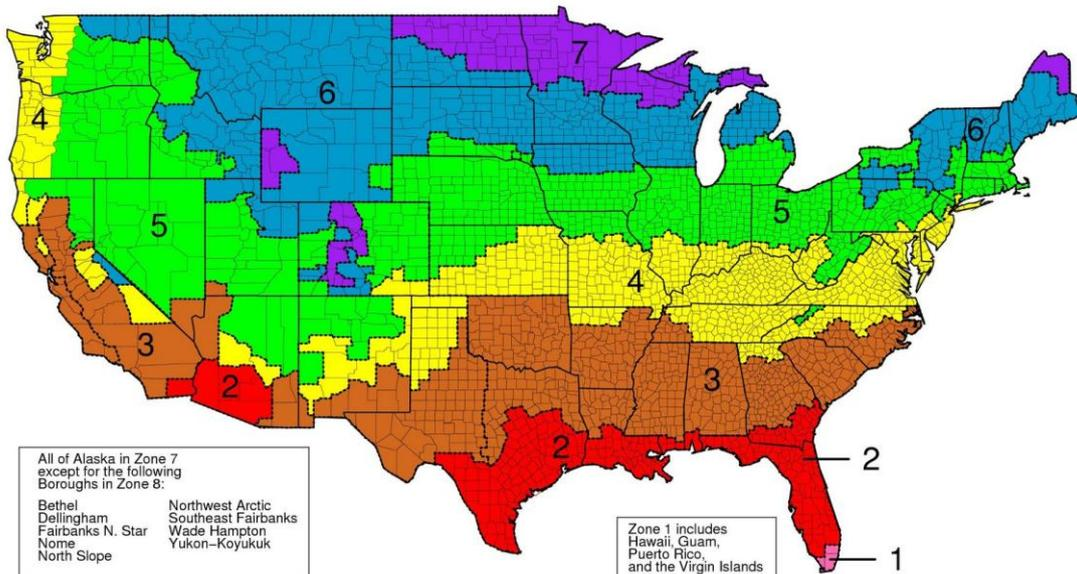 7
6
4
6
5
5
4
3
3
2
2
2
1
All of Alaska in Zone 7
except for the following
Boroughs in Zone 8:
Bethel Northwest Arctic
Dellingham Southeast Fairbanks
Fairbanks N. Star Wade Hampton
Nome Yukon-Koyukuk
North Slope
Zone 1 includes
Hawaii, Guam,
Puerto Rico,
and the Virgin Islands